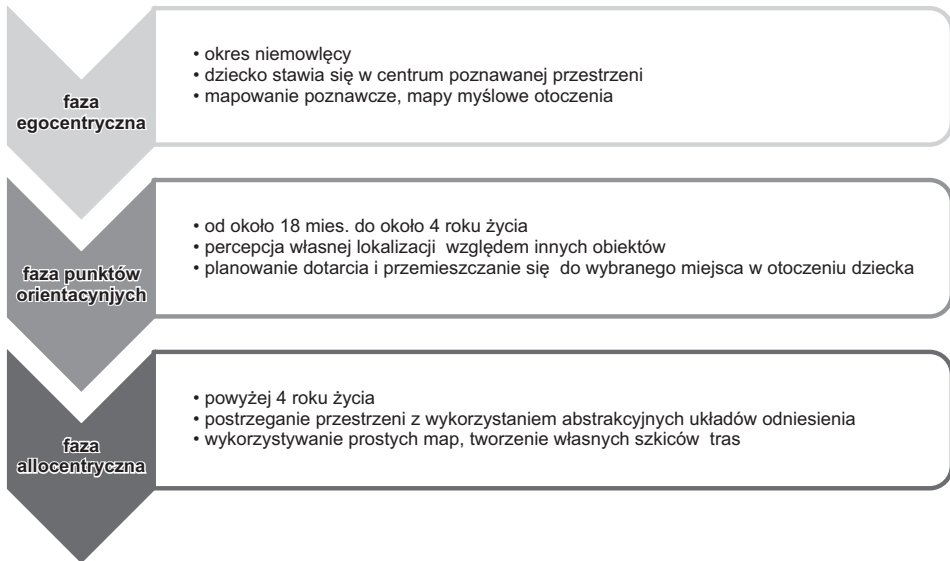 faza
egocentryczna
• okres niemowlęcy
• dziecko stawia się w centrum poznawanej przestrzeni
• mapowanie poznawcze, mapy myślowe otoczenia
faza punktów
orientacynjych
• od około 18 mies. do około 4 roku życia
• percepcja własnej lokalizacji względem innych obiektów
• planowanie dotarcia i przemieszczanie się do wybranego miejsca w otoczeniu dziecka
faza
allocentryczna
• powyżej 4 roku życia
• postrzeganie przestrzeni z wykorzystaniem abstrakcyjnych układów odniesienia
• wykorzystywanie prostych map, tworzenie własnych szkiców tras